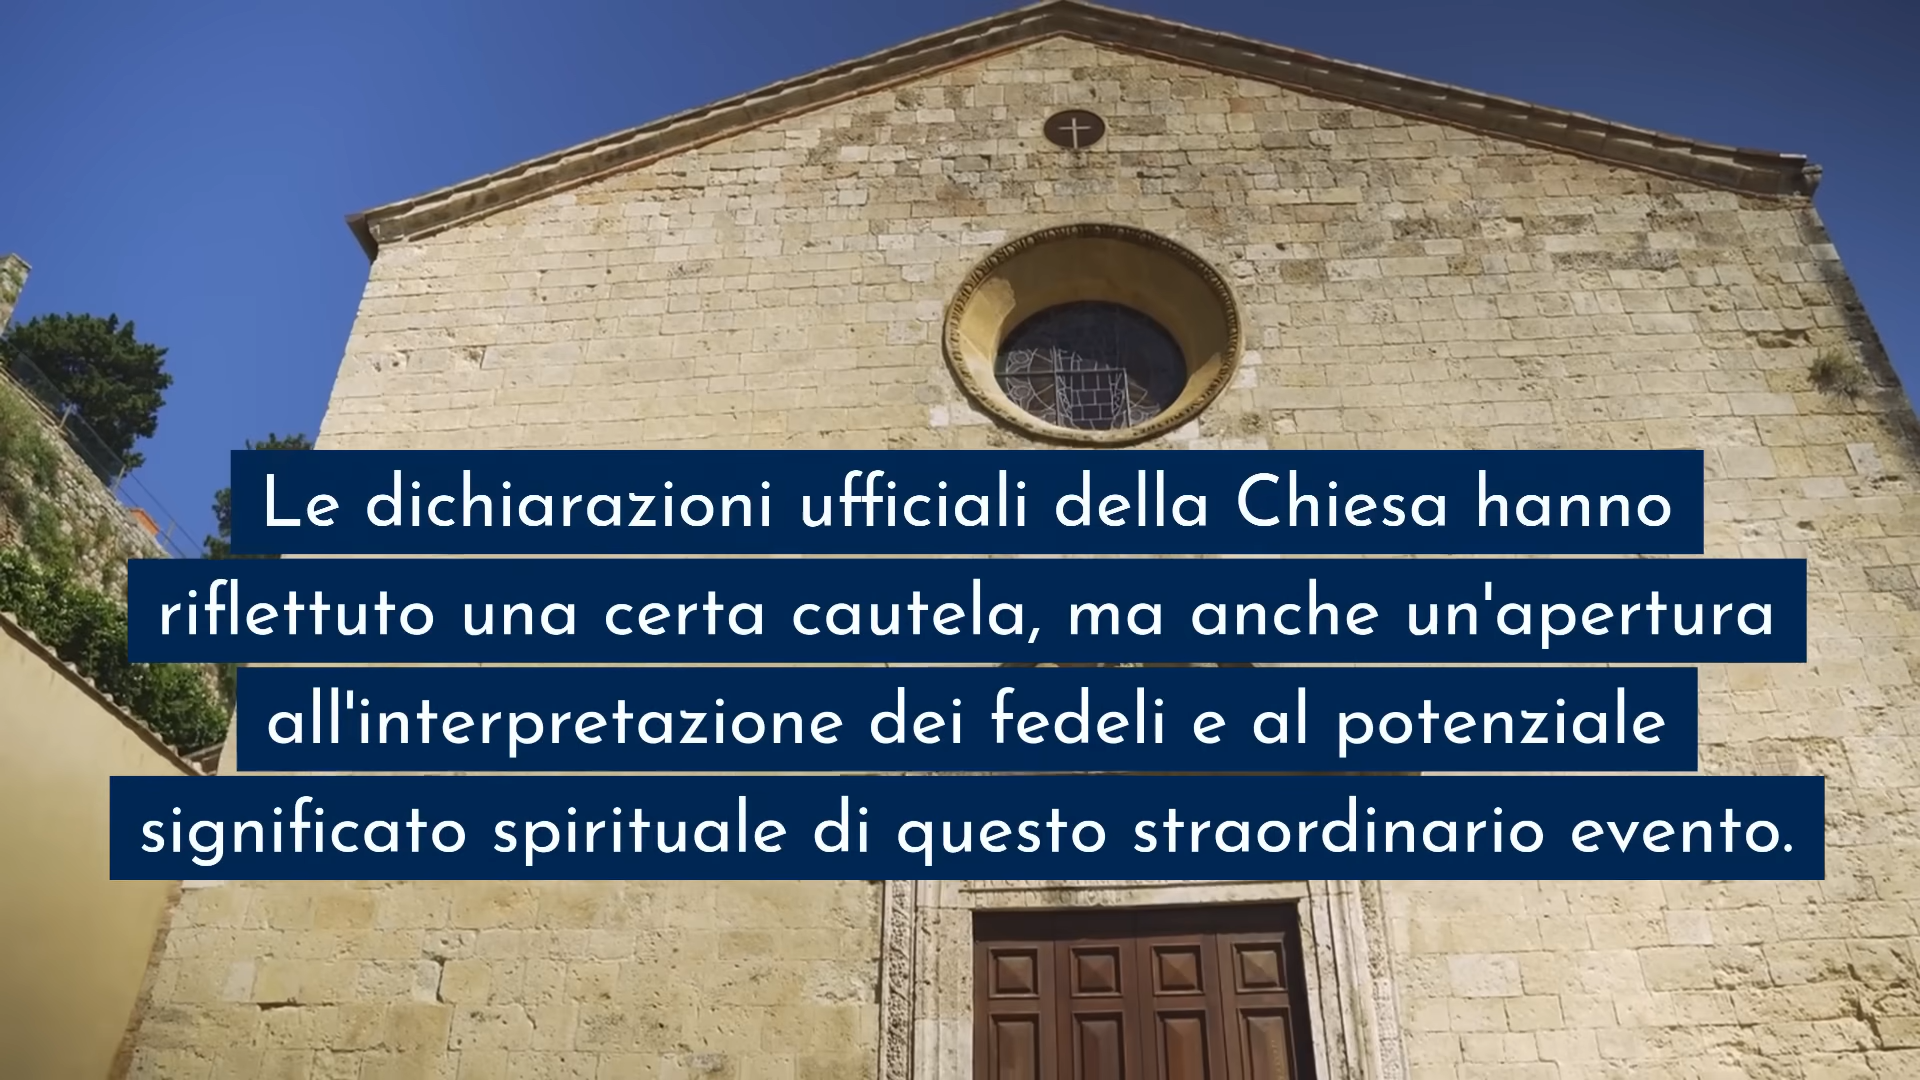 Le dichiarazioni ufficiali della Chiesa hanno
riflettuto una certa cautela, ma anche un'apertura
all'interpretazione dei fedeli e al potenziale
significato spirituale di questo straordinario evento.